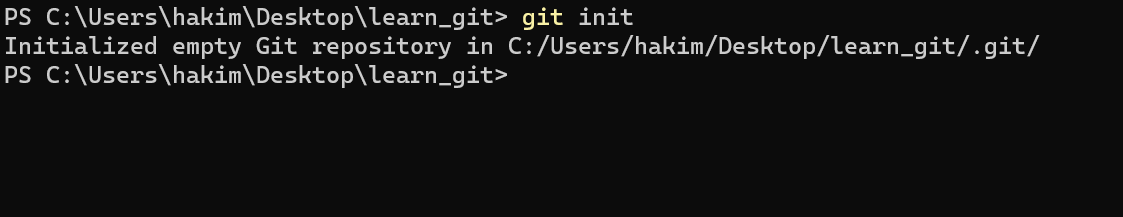 PS C:\Users\hakim\Desktop\learn_git> git init
Initialized empty Git repository in C:/Users/hakim/Desktop/learn_git/.git/
PS C:\Users\hakim\Desktop\learn_git>